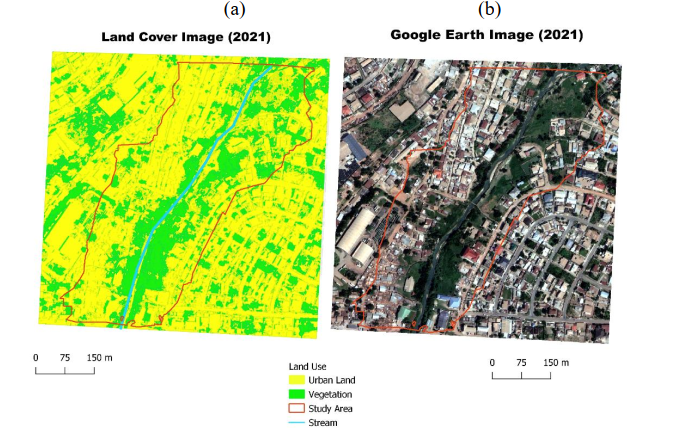 (a)
(b)
Land Cover Image (2021)
Google Earth Image (2021)
0 75 150 m
0 75 150 m
Land Use
Urban Land
Vegetation
Study Area
Stream